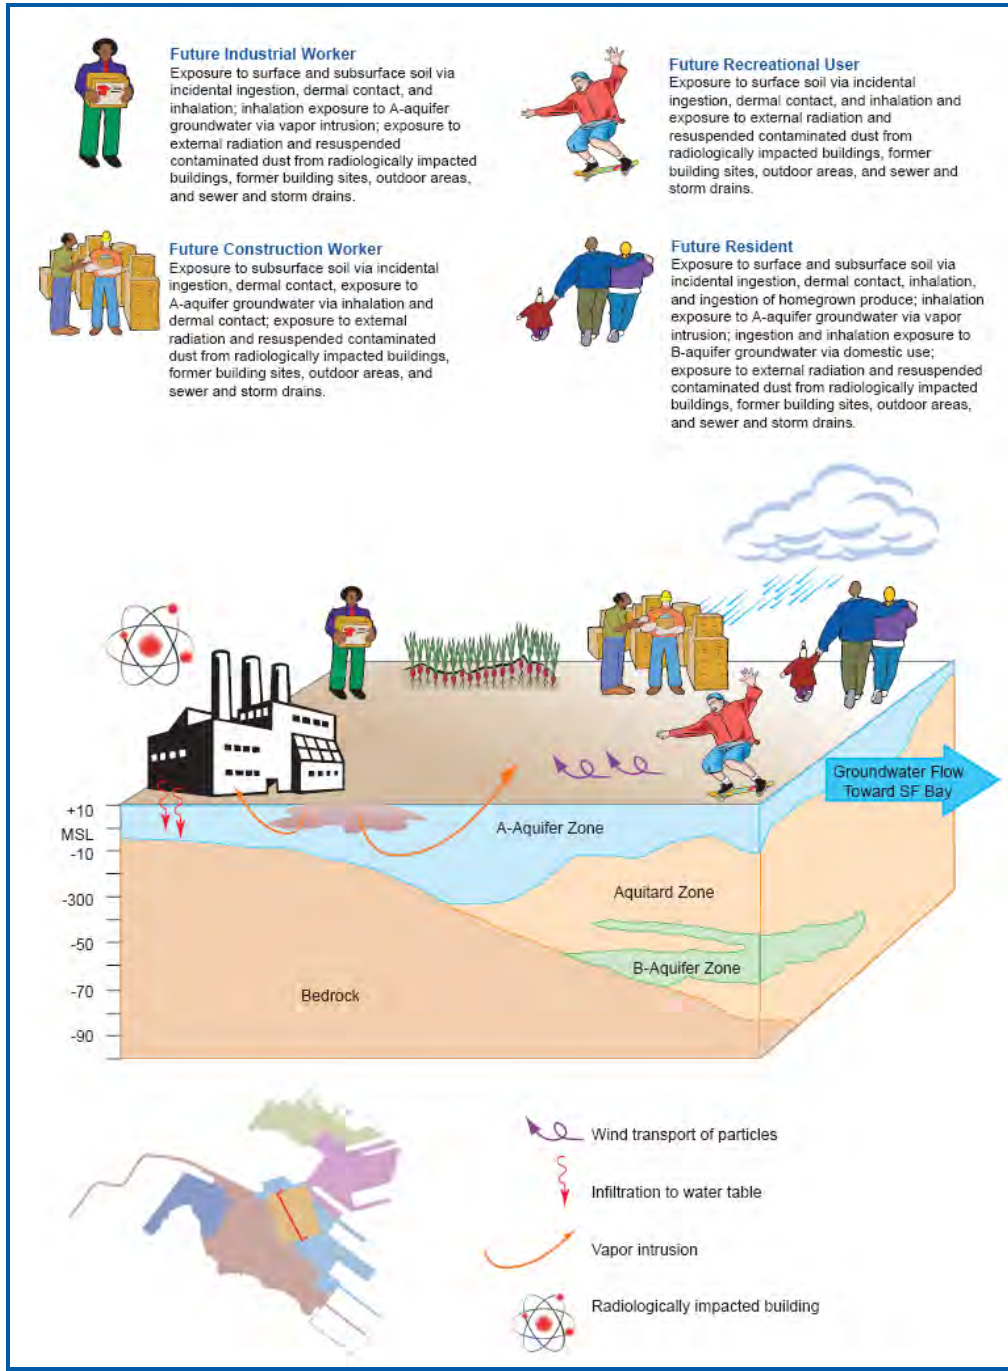 Future Industrial Worker
Exposure to surface and subsurface soil via
incidental ingestion, dermal contact, and
inhalation; inhalation exposure to A-aquifer
groundwater via vapor intrusion; exposure to
external radiation and resuspended
contaminated dust from radiologically impacted
buildings, former building sites, outdoor areas,
and sewer and storm drains.
Future Recreational User
Exposure to surface soil via incidental
ingestion, dermal contact, and inhalation and
exposure to external radiation and
resuspended contaminated dust from
radiologically impacted buildings, former
building sites, outdoor areas, and sewer and
storm drains.
Future Construction Worker
Exposure to subsurface soil via incidental
ingestion, dermal contact, exposure to
A-aquifer groundwater via inhalation and
dermal contact; exposure to external
radiation and resuspended contaminated
dust from radiologically impacted buildings,
former building sites, outdoor areas, and
sewer and storm drains.
Future Resident
Exposure to surface and subsurface soil via
incidental ingestion, dermal contact, inhalation,
and ingestion of homegrown produce; inhalation
exposure to A-aquifer groundwater via vapor
intrusion; ingestion and inhalation exposure to
B-aquifer groundwater via domestic use;
exposure to external radiation and resuspended
contaminated dust from radiologically impacted
buildings, former building sites, outdoor areas,
and sewer and storm drains.
Groundwater Flow
Toward SF Bay
+10
MSL
-10
-300
-50
-70
-90
A-Aquifer Zone
Aquitard Zone
B-Aquifer Zone
Bedrock
Wind transport of particles
Infiltration to water table
Vapor intrusion
Radiologically impacted building